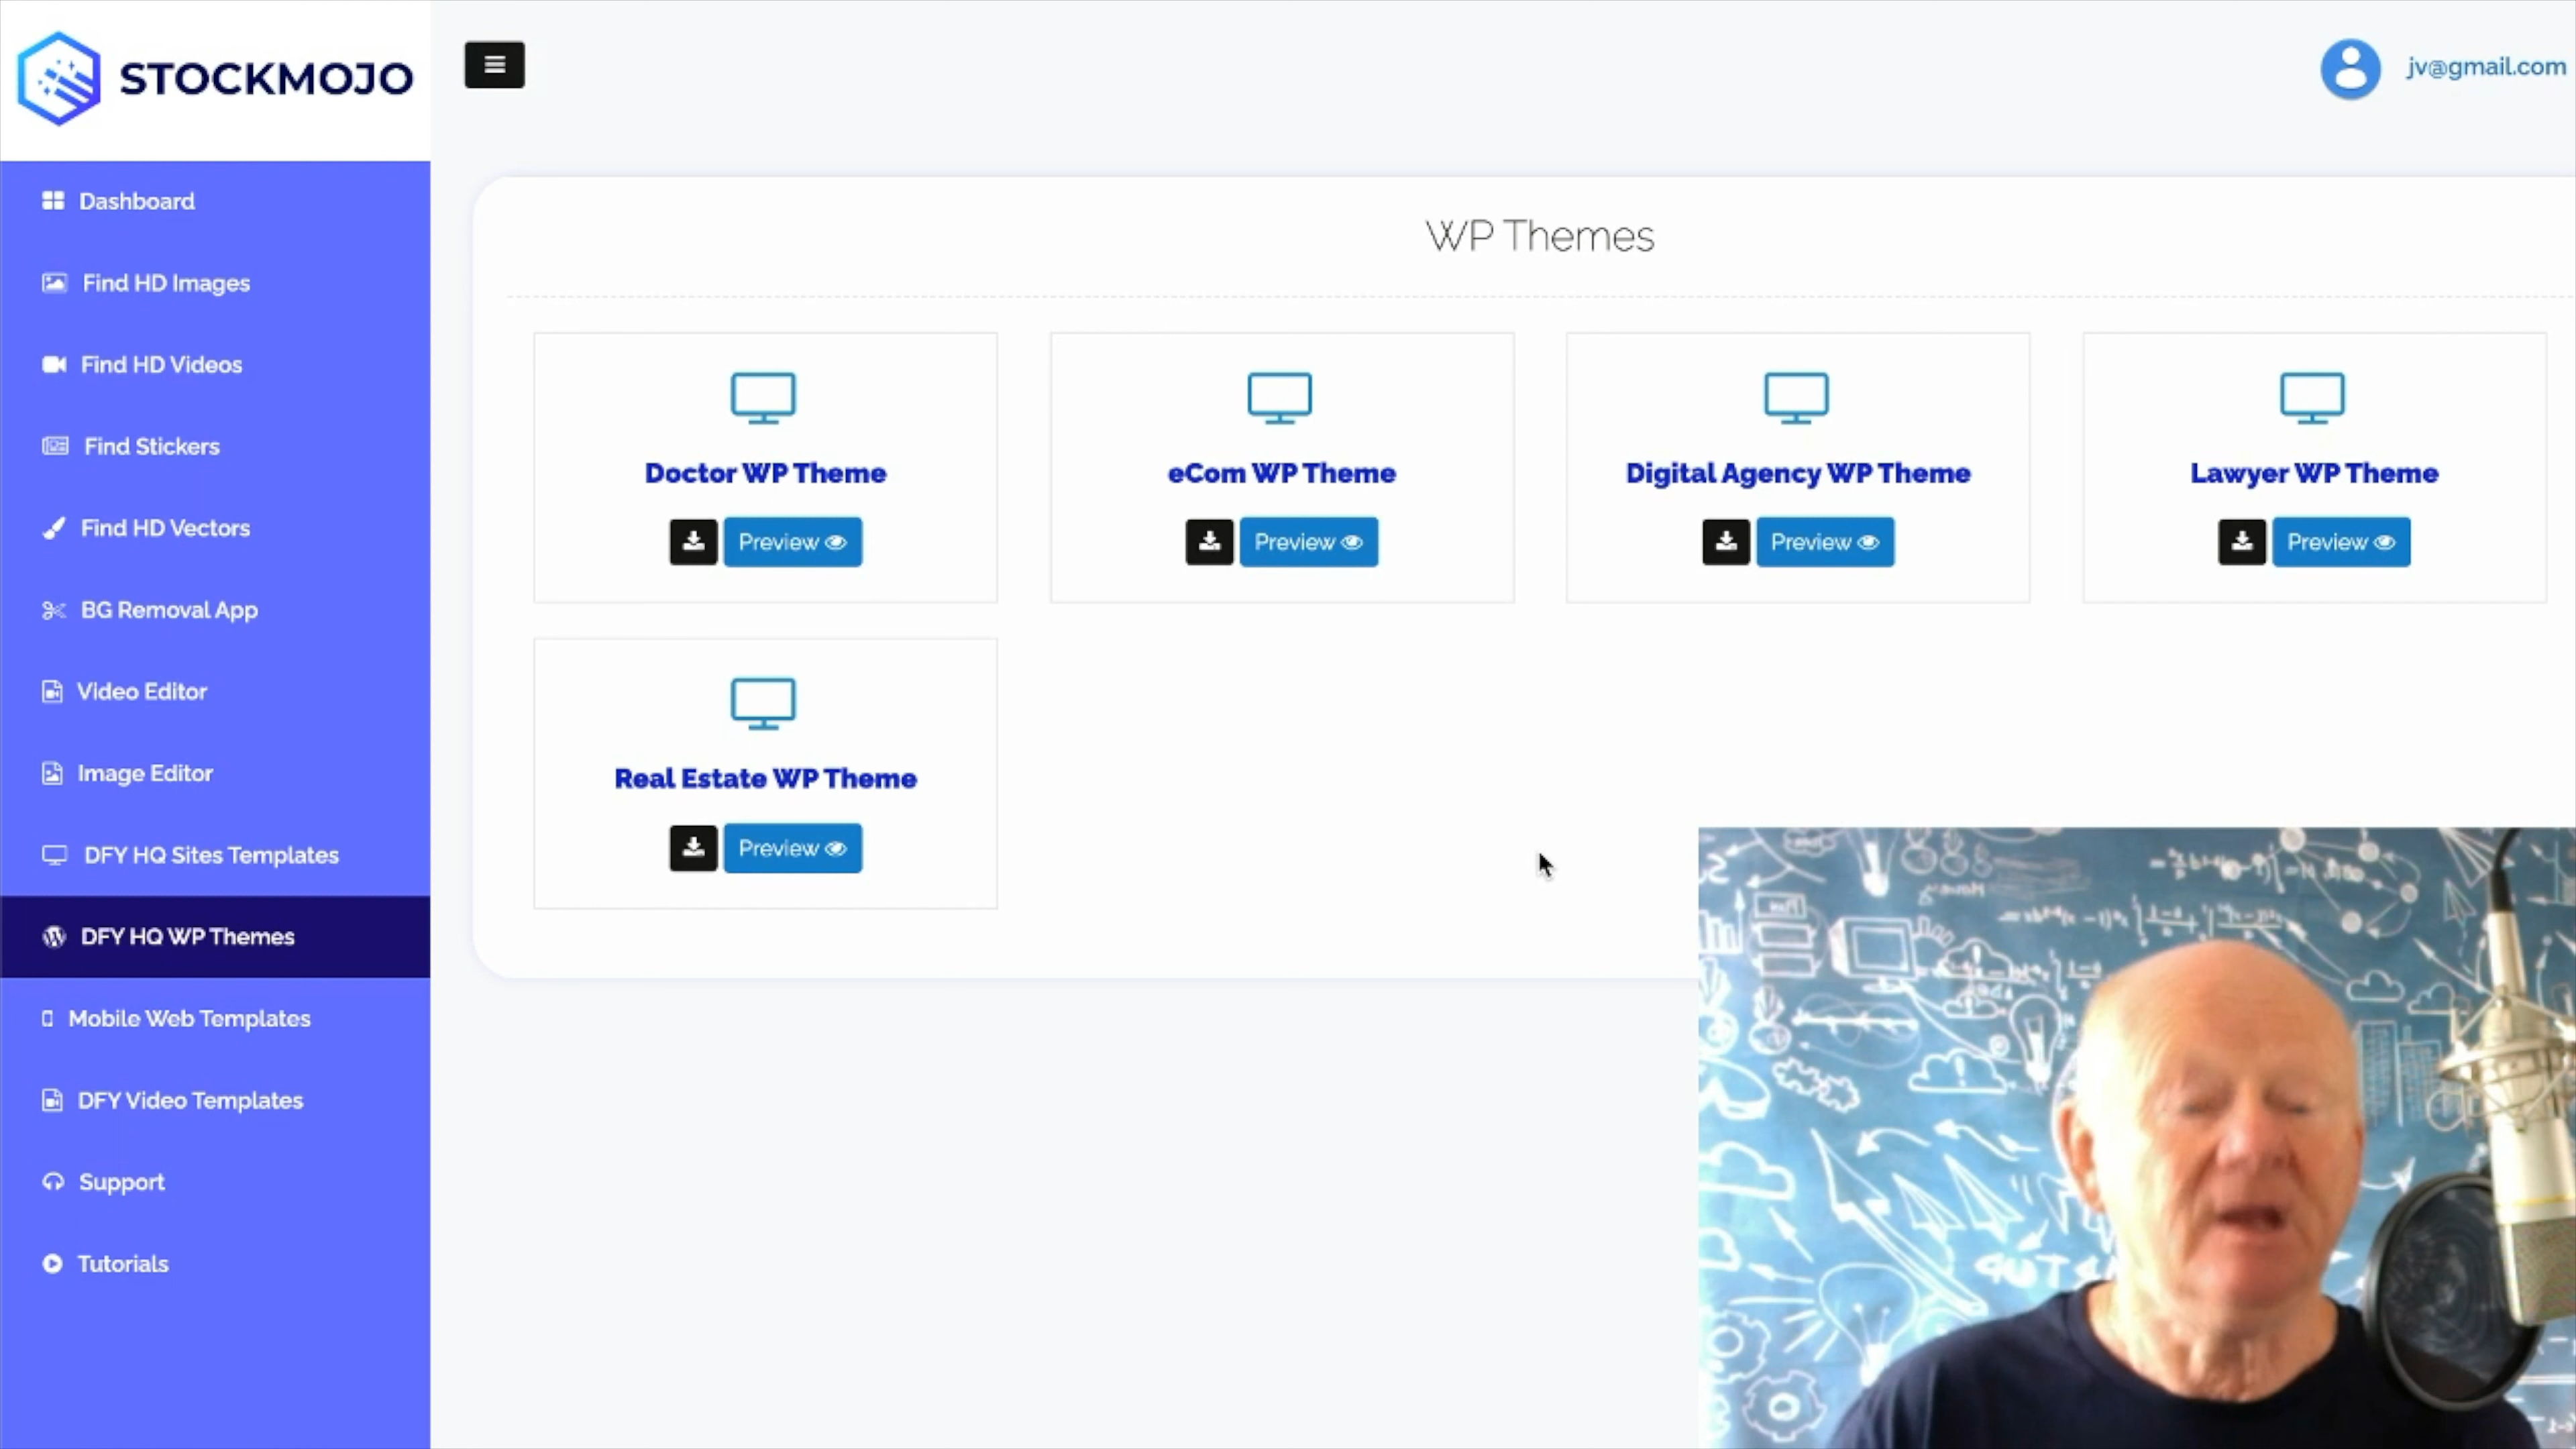 STOCKMOJO
jv@gmail.com
Dashboard
Find HD Images
Find HD Videos
Find Stickers
Find HD Vectors
BG Removal App
Video Editor
Image Editor
DFY HQ Sites Templates
DFY HQ WP Themes
Mobile Web Templates
DFY Video Templates
Support
Tutorials
WP Themes
Doctor WP Theme
Preview
eCom WP Theme
Preview
Digital Agency WP Theme
Preview
Lawyer WP Theme
Preview
Real Estate WP Theme
Preview